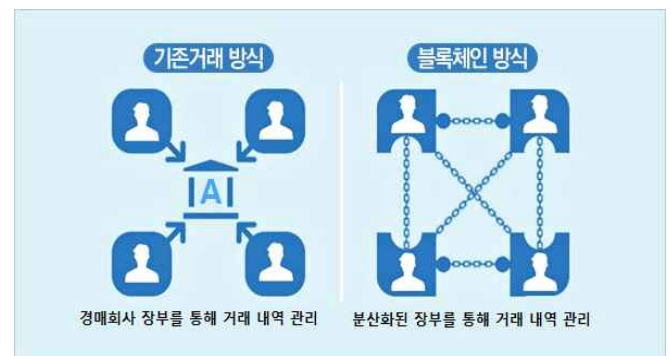 기존거래 방식
블록체인 방식
A
경매회사 장부를 통해 거래 내역 관리
분산화된 장부를 통해 거래 내역 관리